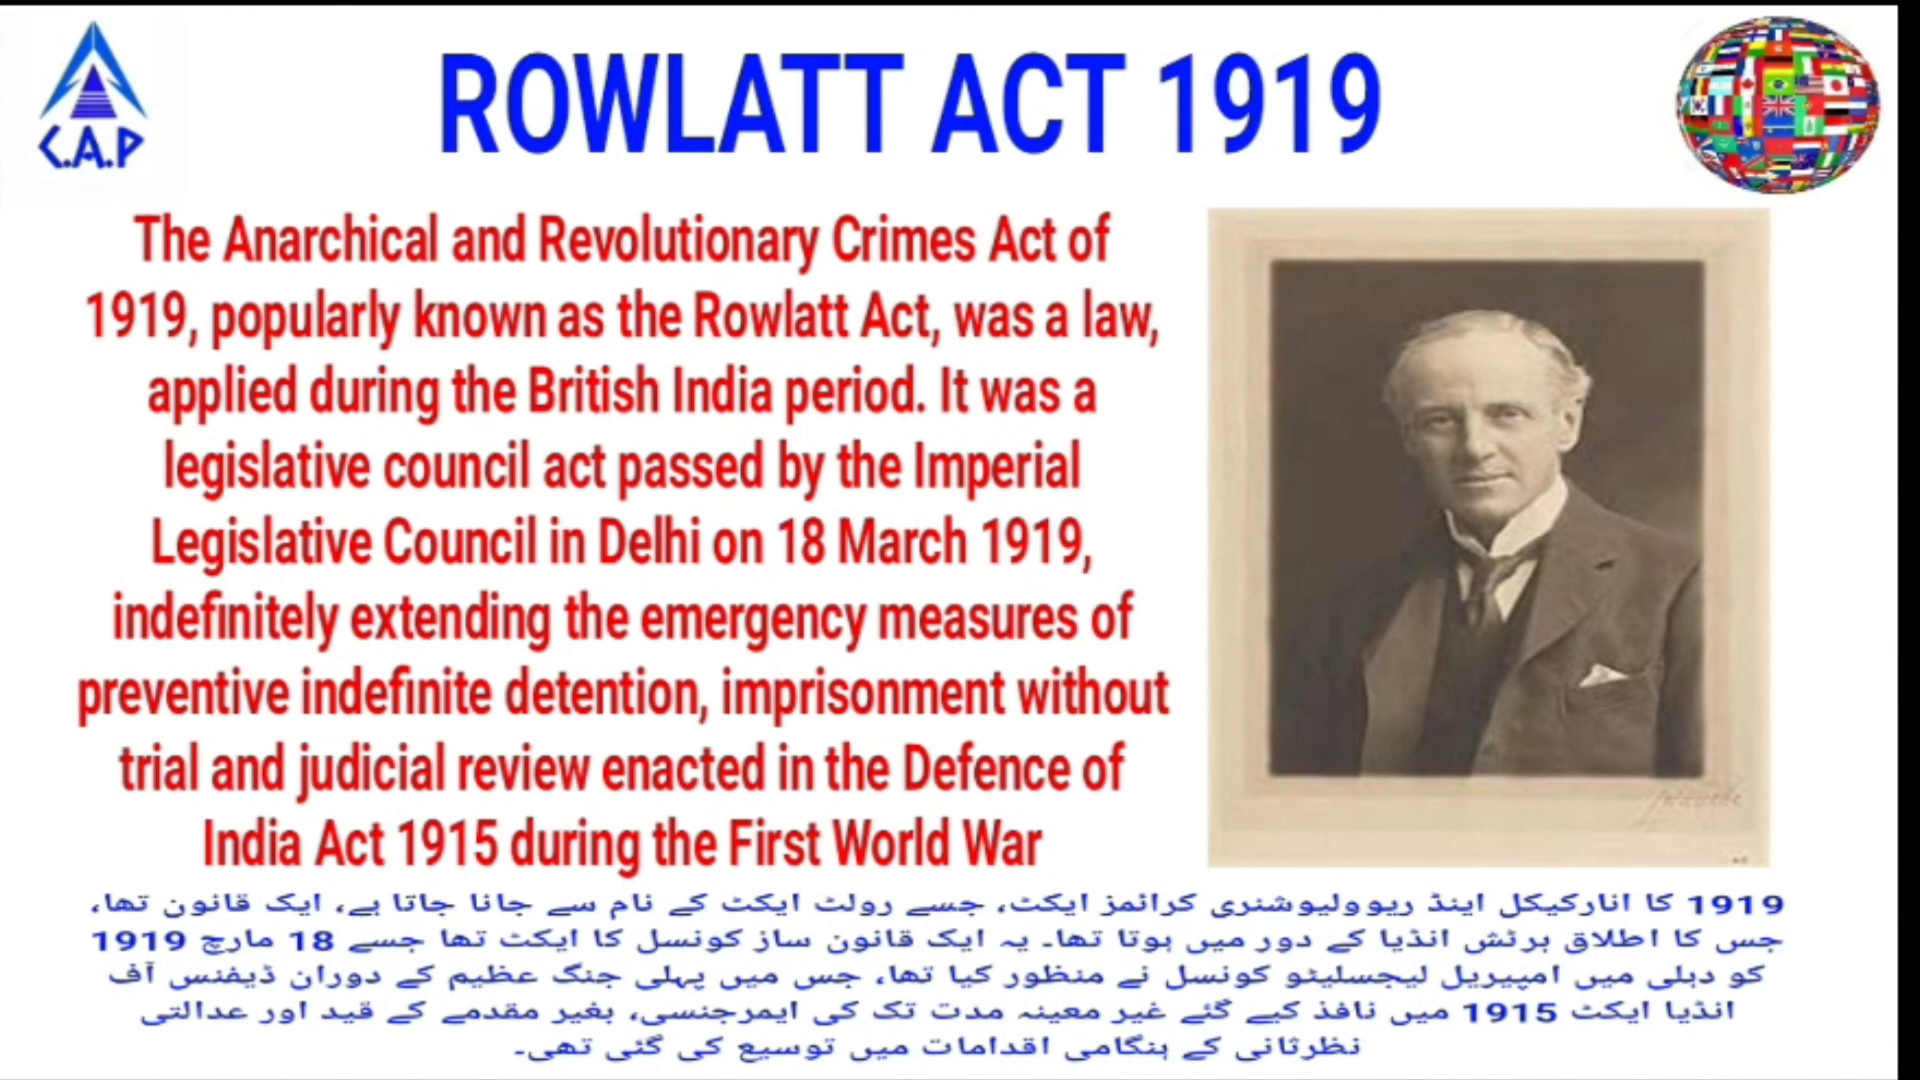 C.A.P
ROWLATT ACT 1919
The Anarchical and Revolutionary Crimes Act of
1919, popularly known as the Rowlatt Act, was a law,
applied during the British India period. It was a
legislative council act passed by the Imperial
Legislative Council in Delhi on 18 March 1919,
indefinitely extending the emergency measures of
preventive indefinite detention, imprisonment without
trial and judicial review enacted in the Defence of
India Act 1915 during the First World War
1919 کا انارکیکل اینڈ ریوولیوشنری کرائمز ایکٹ، جسے رولٹ ایکٹ کے نام سے جانا جاتا ہے، ایک قانون تھا،
جس کا اطلاق برٹش انڈیا کے دور میں ہوتا تھا۔ یہ ایک قانون ساز کونسل کا ایکٹ تھا جسے 18 مارچ 1919
کو دہلی میں امپیریل لیجسلیٹو کونسل نے منظور کیا تھا، جس میں پہلی جنگ عظیم کے دوران ڈیفنس آف
انڈیا ایکٹ 1915 میں نافذ کیے گئے غیر معینہ مدت تک کی ایمرجنسی، بغیر مقدمے کے قید اور عدالتی
نظرثانی کے ہنگامی اقدامات میں توسیع کی گئی تھی۔